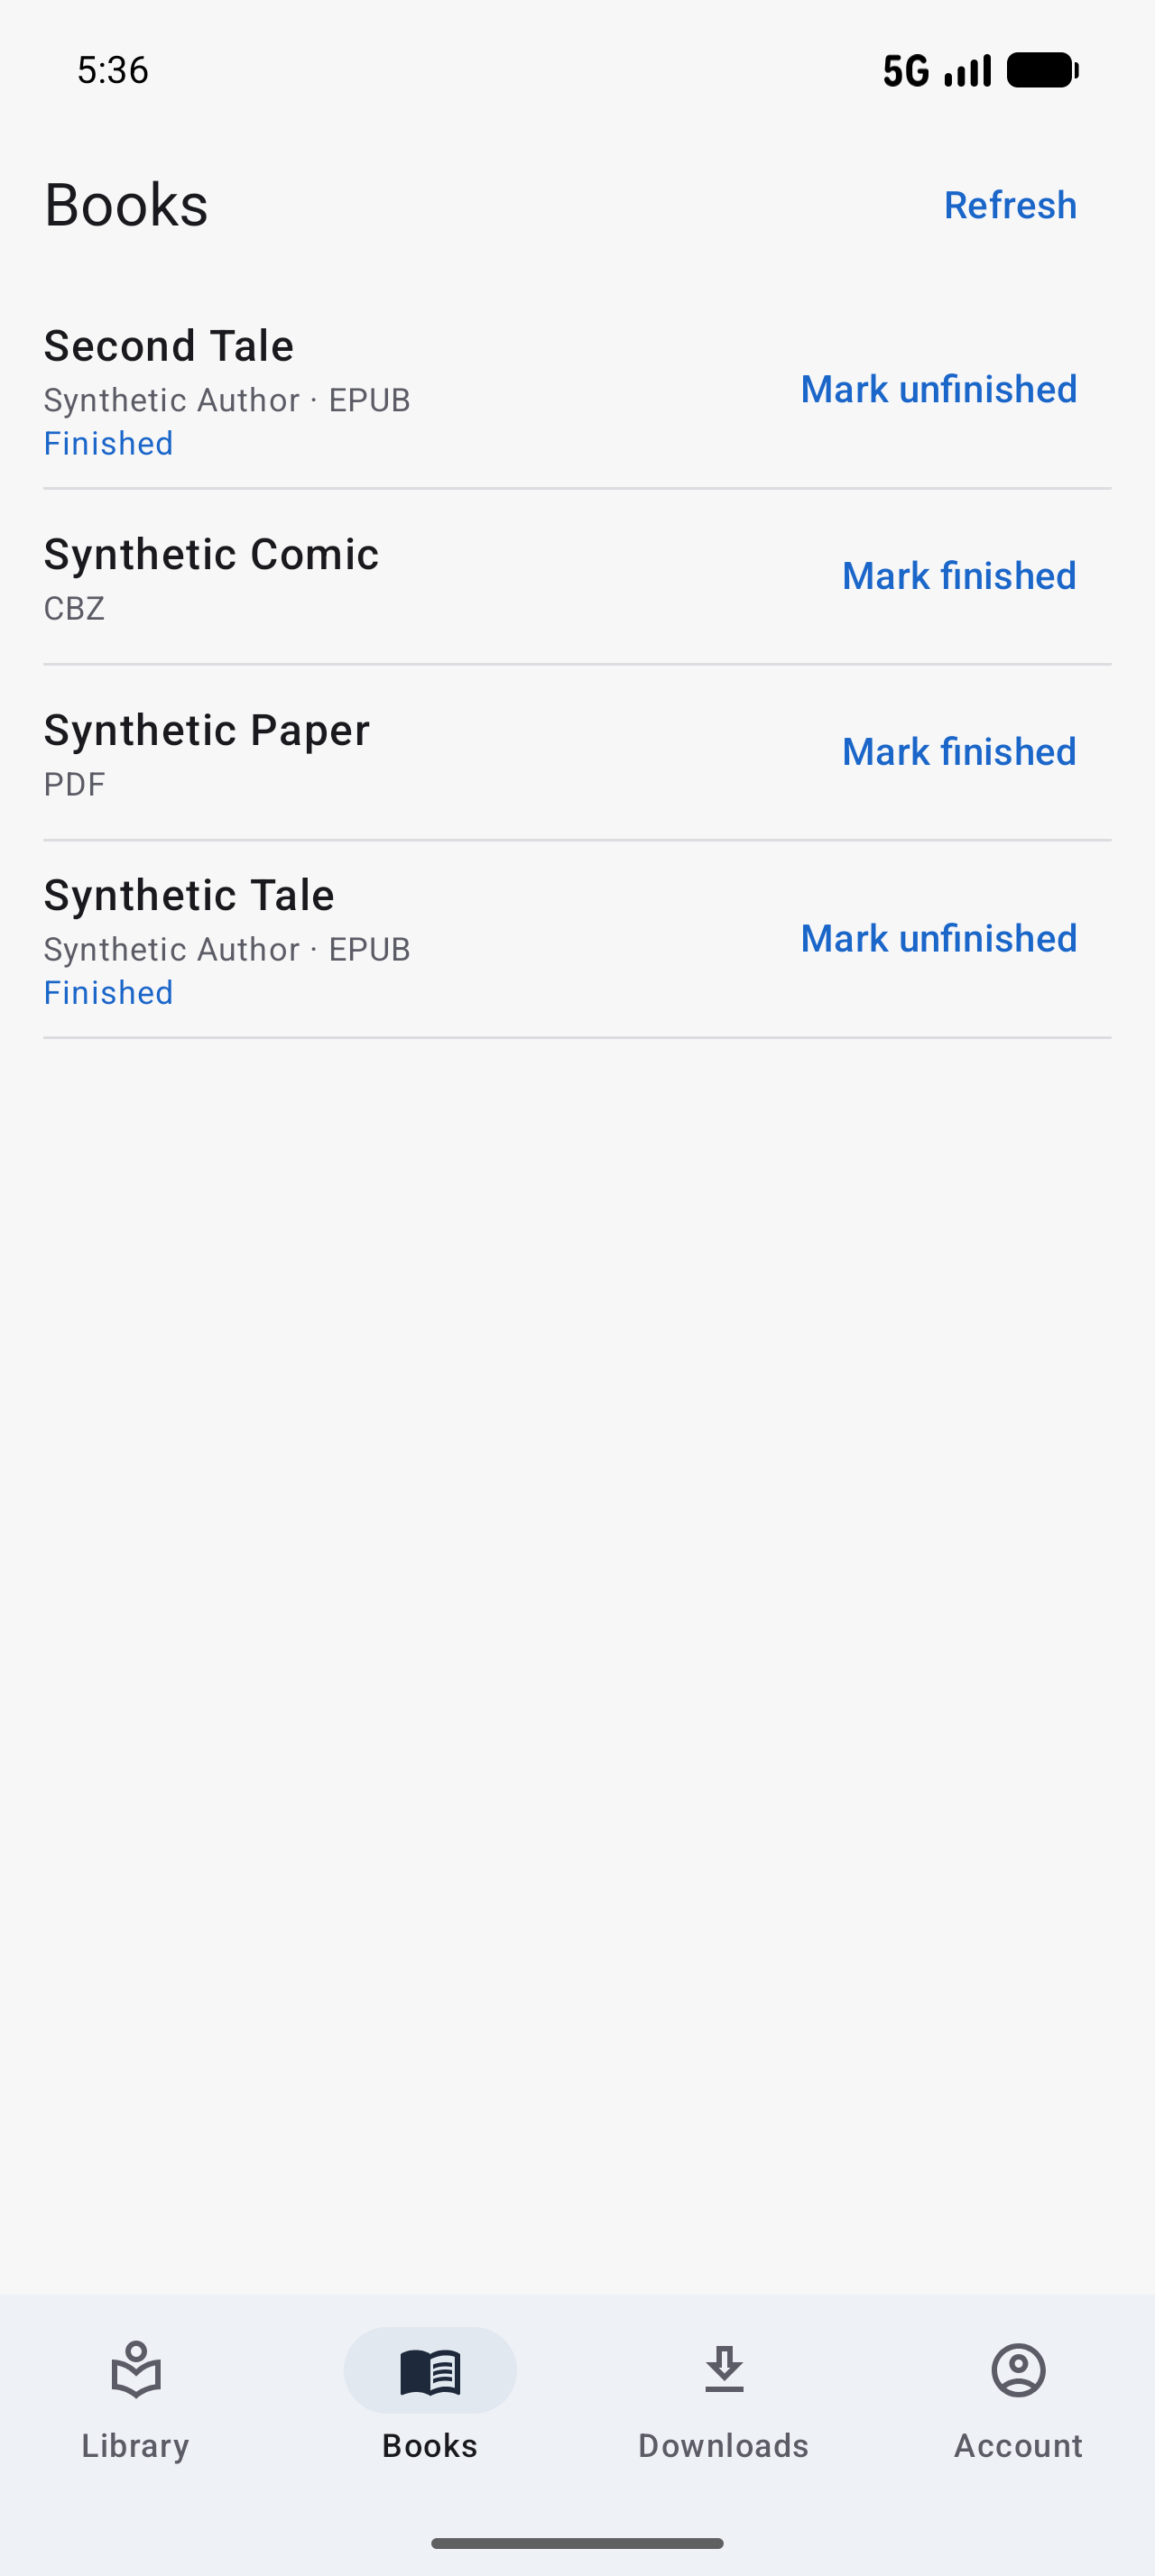 5:36
5G
Books
Refresh
Second Tale
Synthetic Author · EPUB
Finished
Mark unfinished
Synthetic Comic
CBZ
Mark finished
Synthetic Paper
PDF
Mark finished
Synthetic Tale
Synthetic Author · EPUB
Finished
Mark unfinished
Library
Books
Downloads
Account